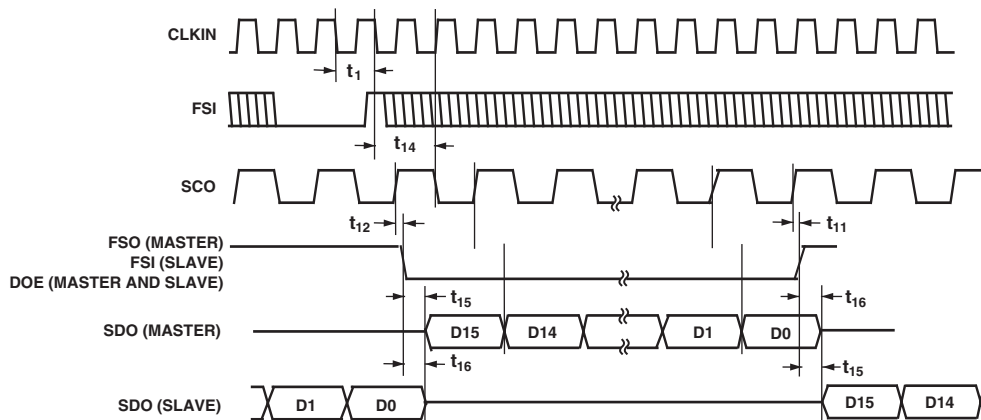 CLKIN
t1
FSI
t14
SCO
t12
t11
FSO (MASTER)
FSI (SLAVE)
DOE (MASTER AND SLAVE)
t15
t16
SDO (MASTER)
D15 D14 D1 D0
t16
t15
SDO (SLAVE)
D1 D0 D15 D14